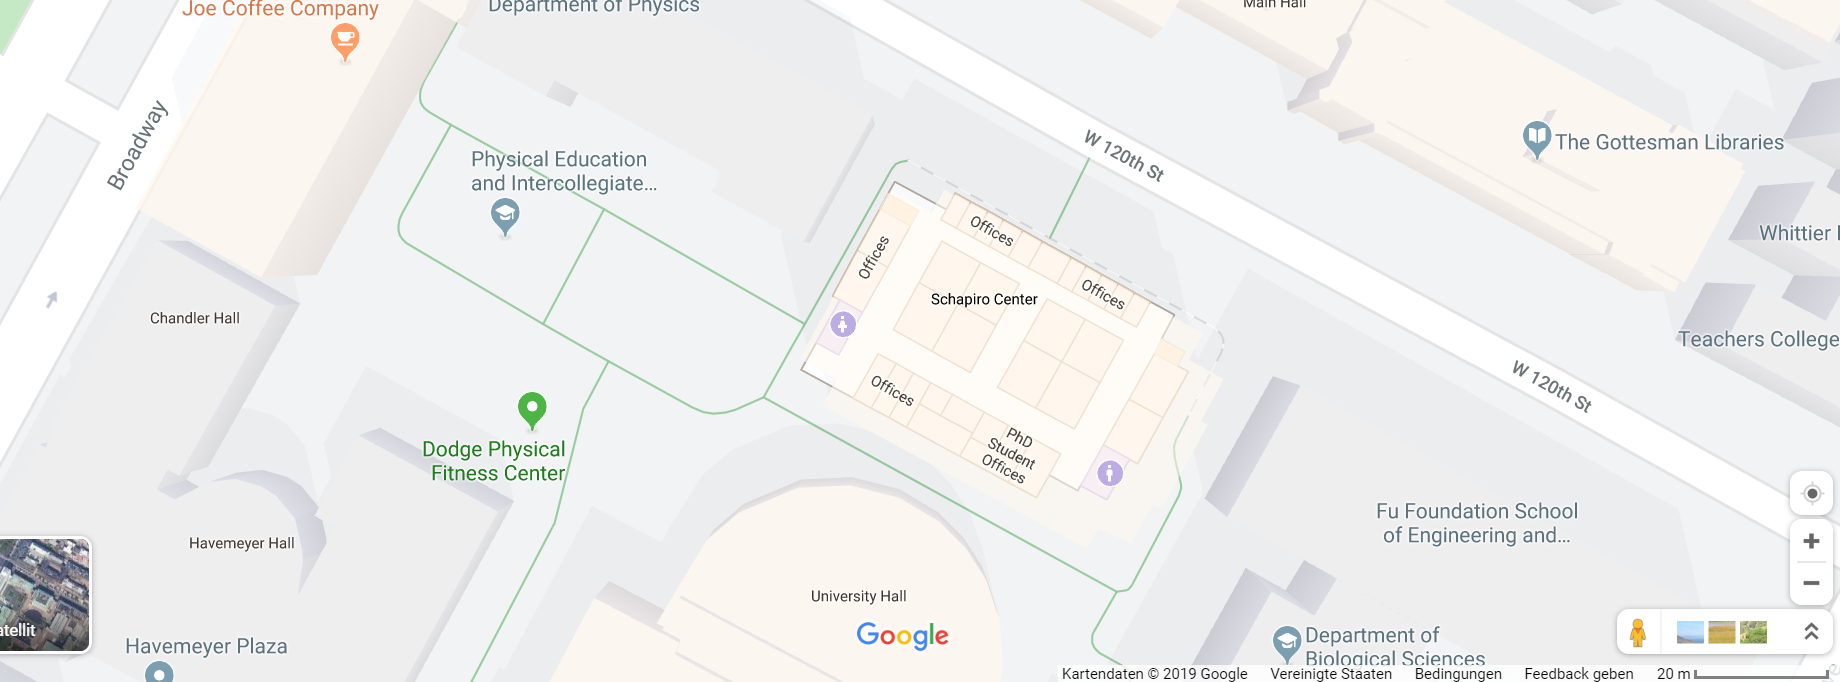 Joe Coffee Company
Department of Physics
Main Hall
Broadway
W 120th St
The Gottesman Libraries
Physical Education
and Intercollegiate...
Whittier
Offices
Offices
Offices
Schapiro Center
Chandler Hall
Teachers College
W 120th St
Offices
PhD
Student
Offices
Dodge Physical
Fitness Center
Fu Foundation School
of Engineering and...
Havemeyer Hall
University Hall
Google
atellit
Havemeyer Plaza
Department of
Biological Sciences
Kartendaten © 2019 Google Vereinigte Staaten Bedingungen Feedback geben 20 m